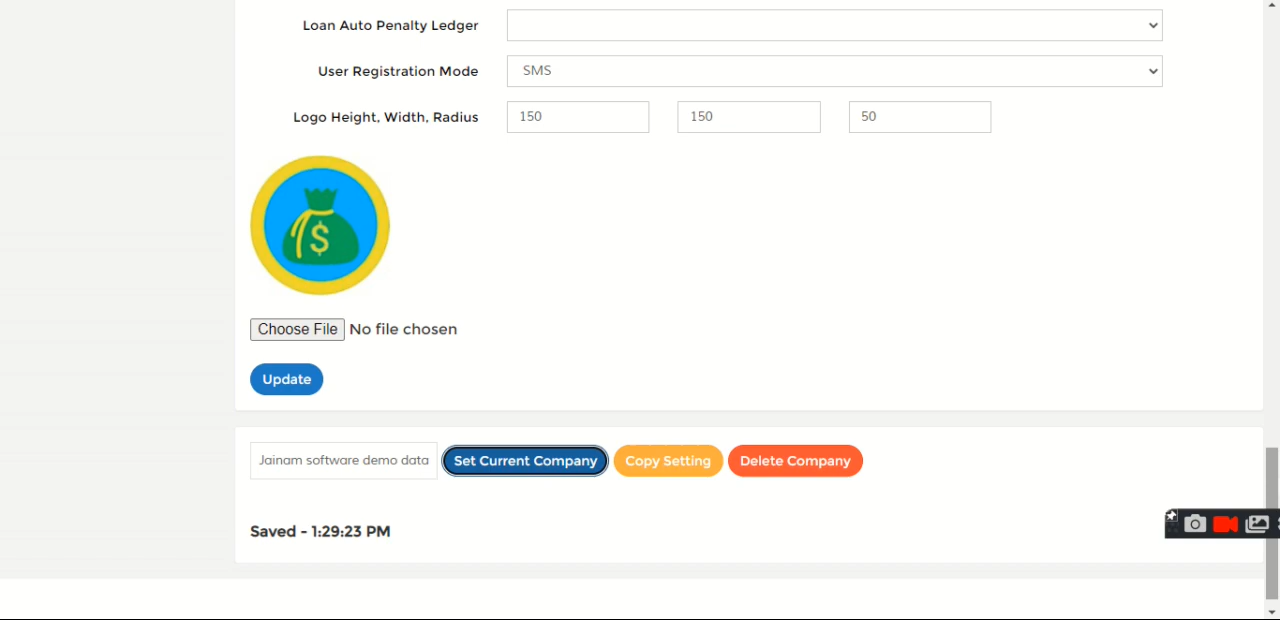 Loan Auto Penalty Ledger
User Registration Mode SMS
Logo Height, Width, Radius 150 150 50
$
Choose File No file chosen
Update
Jainam software demo data Set Current Company Copy Setting Delete Company
Saved - 1:29:23 PM